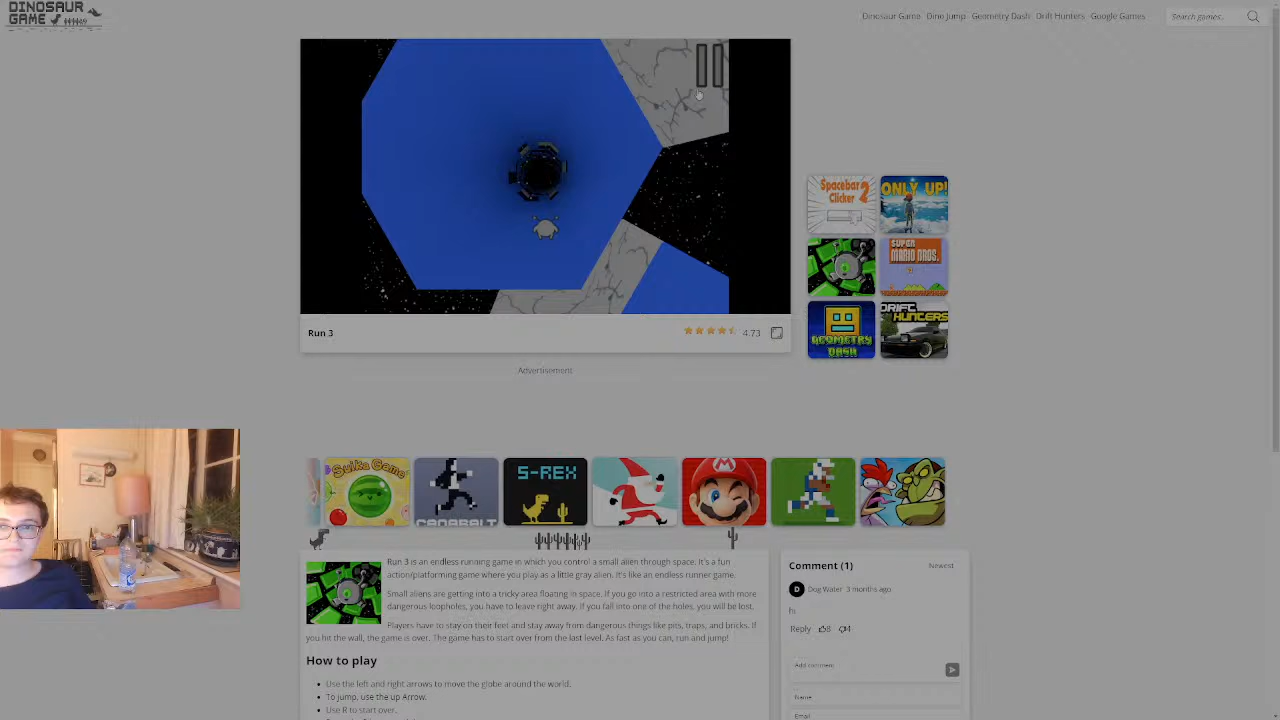 DINOSAUR
GAME
Dinosaur Game
Dino Jump
Geometry Dash
Drift Hunters
Google Games
Search games..
Spacebar
Clicker 2
ONLY UP!
SUPER
MARIO BROS.
GEOMETRY
DASH
DRIFT
HUNTERS
Run 3
4.73
Advertisement
Suika Game
CANABALT
S-REX
Run 3 is an endless running game in which you control a small alien through space. It's a fun
action/platforming game where you play as a little gray alien. It's like an endless runner game.
Small aliens are getting into a tricky area floating in space. If you go into a restricted area with more
dangerous loopholes, you have to leave right away. If you fall into one of the holes, you will be lost.
Players have to stay on their feet and stay away from dangerous things like pits, traps, and bricks. If
you hit the wall, the game is over. The game has to start over from the last level. As fast as you can, run and jump!
How to play
Use the left and right arrows to move the globe around the world.
To jump, use the up Arrow.
Use R to start over.
Comment (1)
Newest
D
Dog Water 3 months ago
hi
Reply 8 4
Add comment
Name
Email